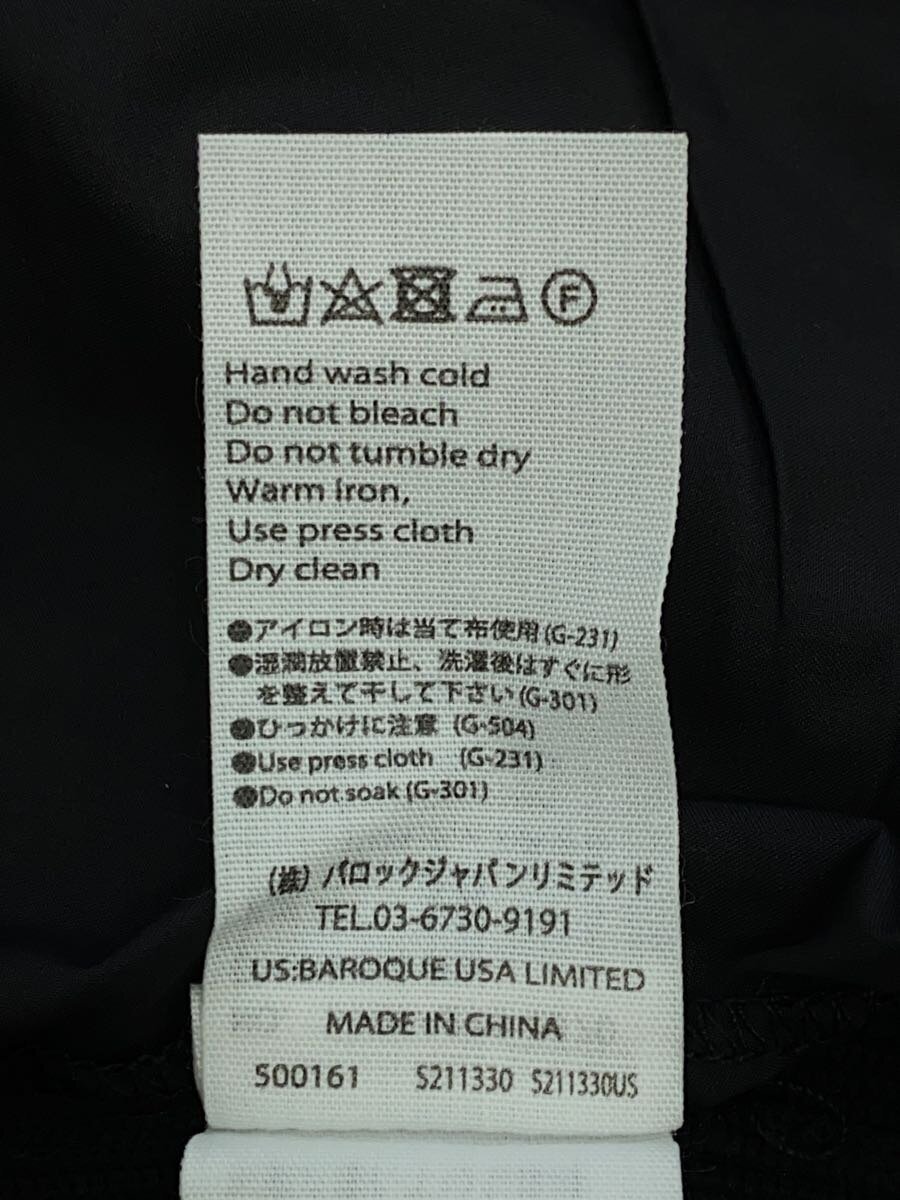 F
Hand wash cold
Do not bleach
Do not tumble dry
Warm iron,
Use press cloth
Dry clean
●アイロン時は当て布使用(G-231)
●湿潤放置禁止、洗濯後はすぐに形
を整えて干して下さい(G-301)
●ひっかけに注意 (G-504)
●Use press cloth (G-231)
●Do not soak (G-301)
(株) バロックジャパンリミテッド
TEL.03-6730-9191
US:BAROQUE USA LIMITED
MADE IN CHINA
500161 S211330 S211330US